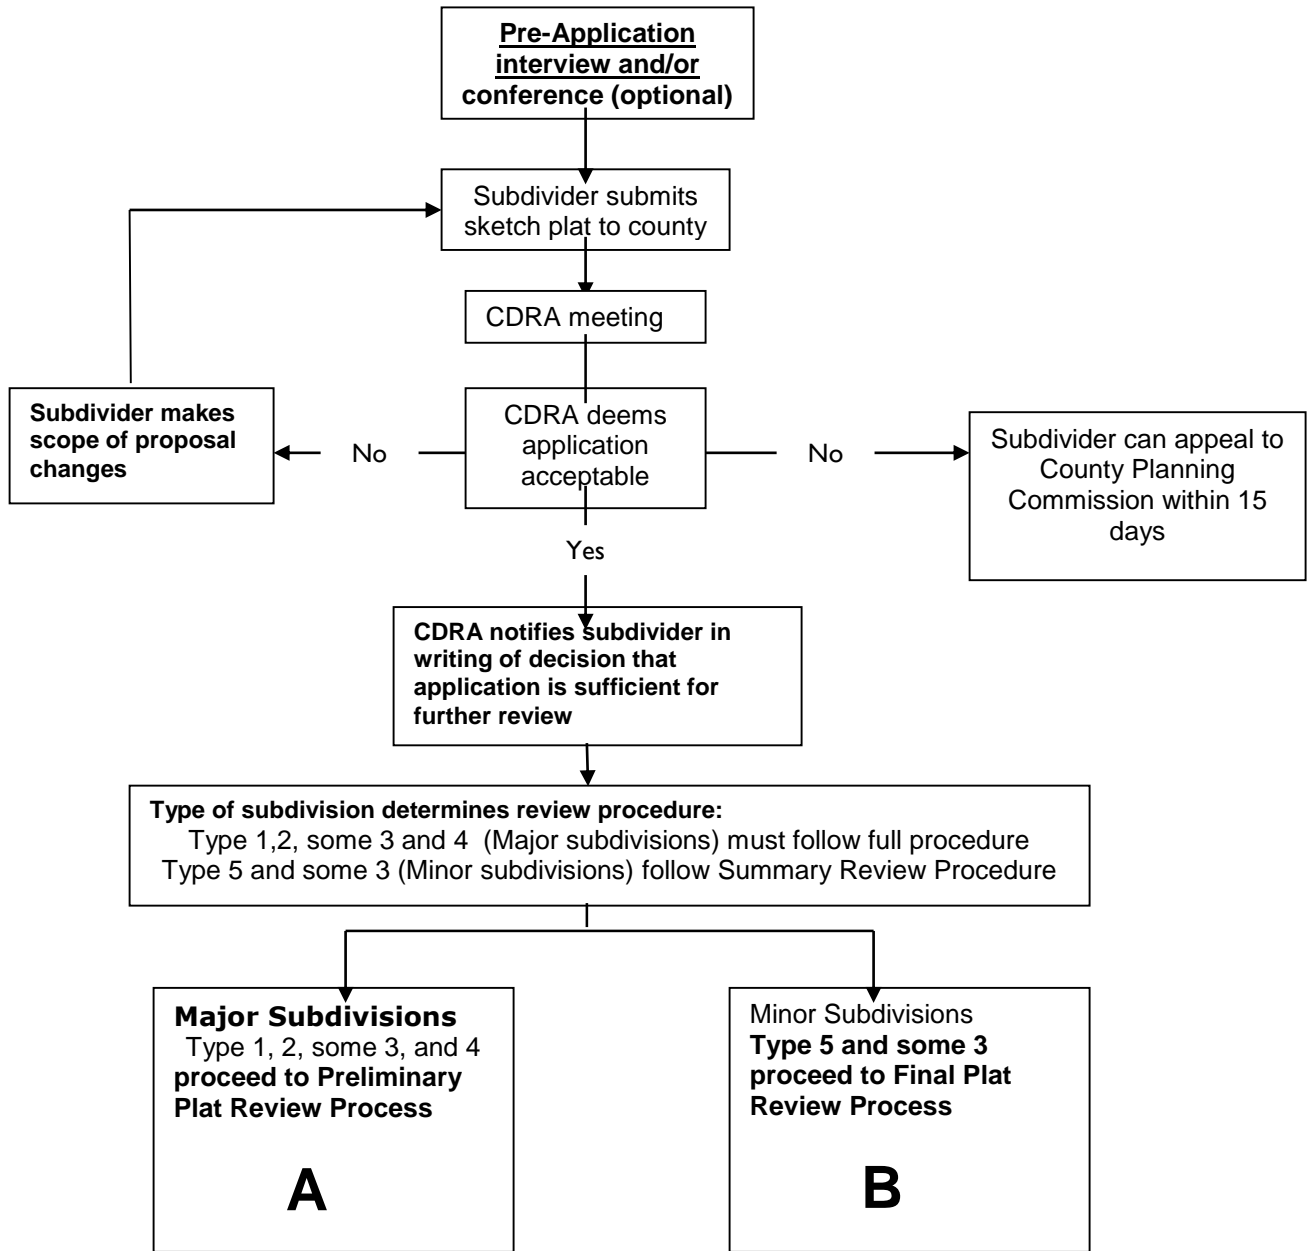 Pre-Application
interview and/or
conference (optional)
Subdivider submits
sketch plat to county
CDRA meeting
Subdivider makes
scope of proposal
changes
No
CDRA deems
application
acceptable
No
Subdivider can appeal to
County Planning
Commission within 15
days
Yes
CDRA notifies subdivider in
writing of decision that
application is sufficient for
further review
Type of subdivision determines review procedure:
Type 1,2, some 3 and 4 (Major subdivisions) must follow full procedure
Type 5 and some 3 (Minor subdivisions) follow Summary Review Procedure
Major Subdivisions
Type 1, 2, some 3, and 4
proceed to Preliminary
Plat Review Process
A
Minor Subdivisions
Type 5 and some 3
proceed to Final Plat
Review Process
B